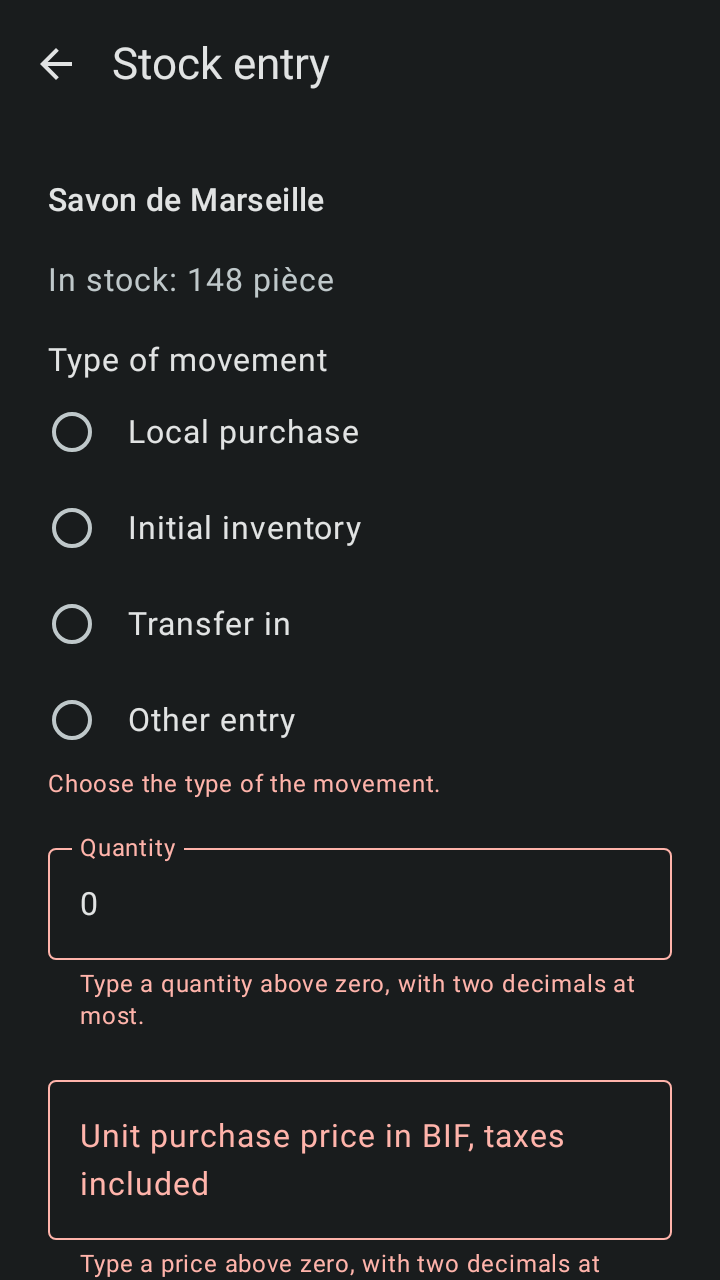 Stock entry
Savon de Marseille
In stock: 148 pièce
Type of movement
Local purchase
Initial inventory
Transfer in
Other entry
Choose the type of the movement.
Quantity
0
Type a quantity above zero, with two decimals at
most.
Unit purchase price in BIF, taxes
included
Type a price above zero, with two decimals at